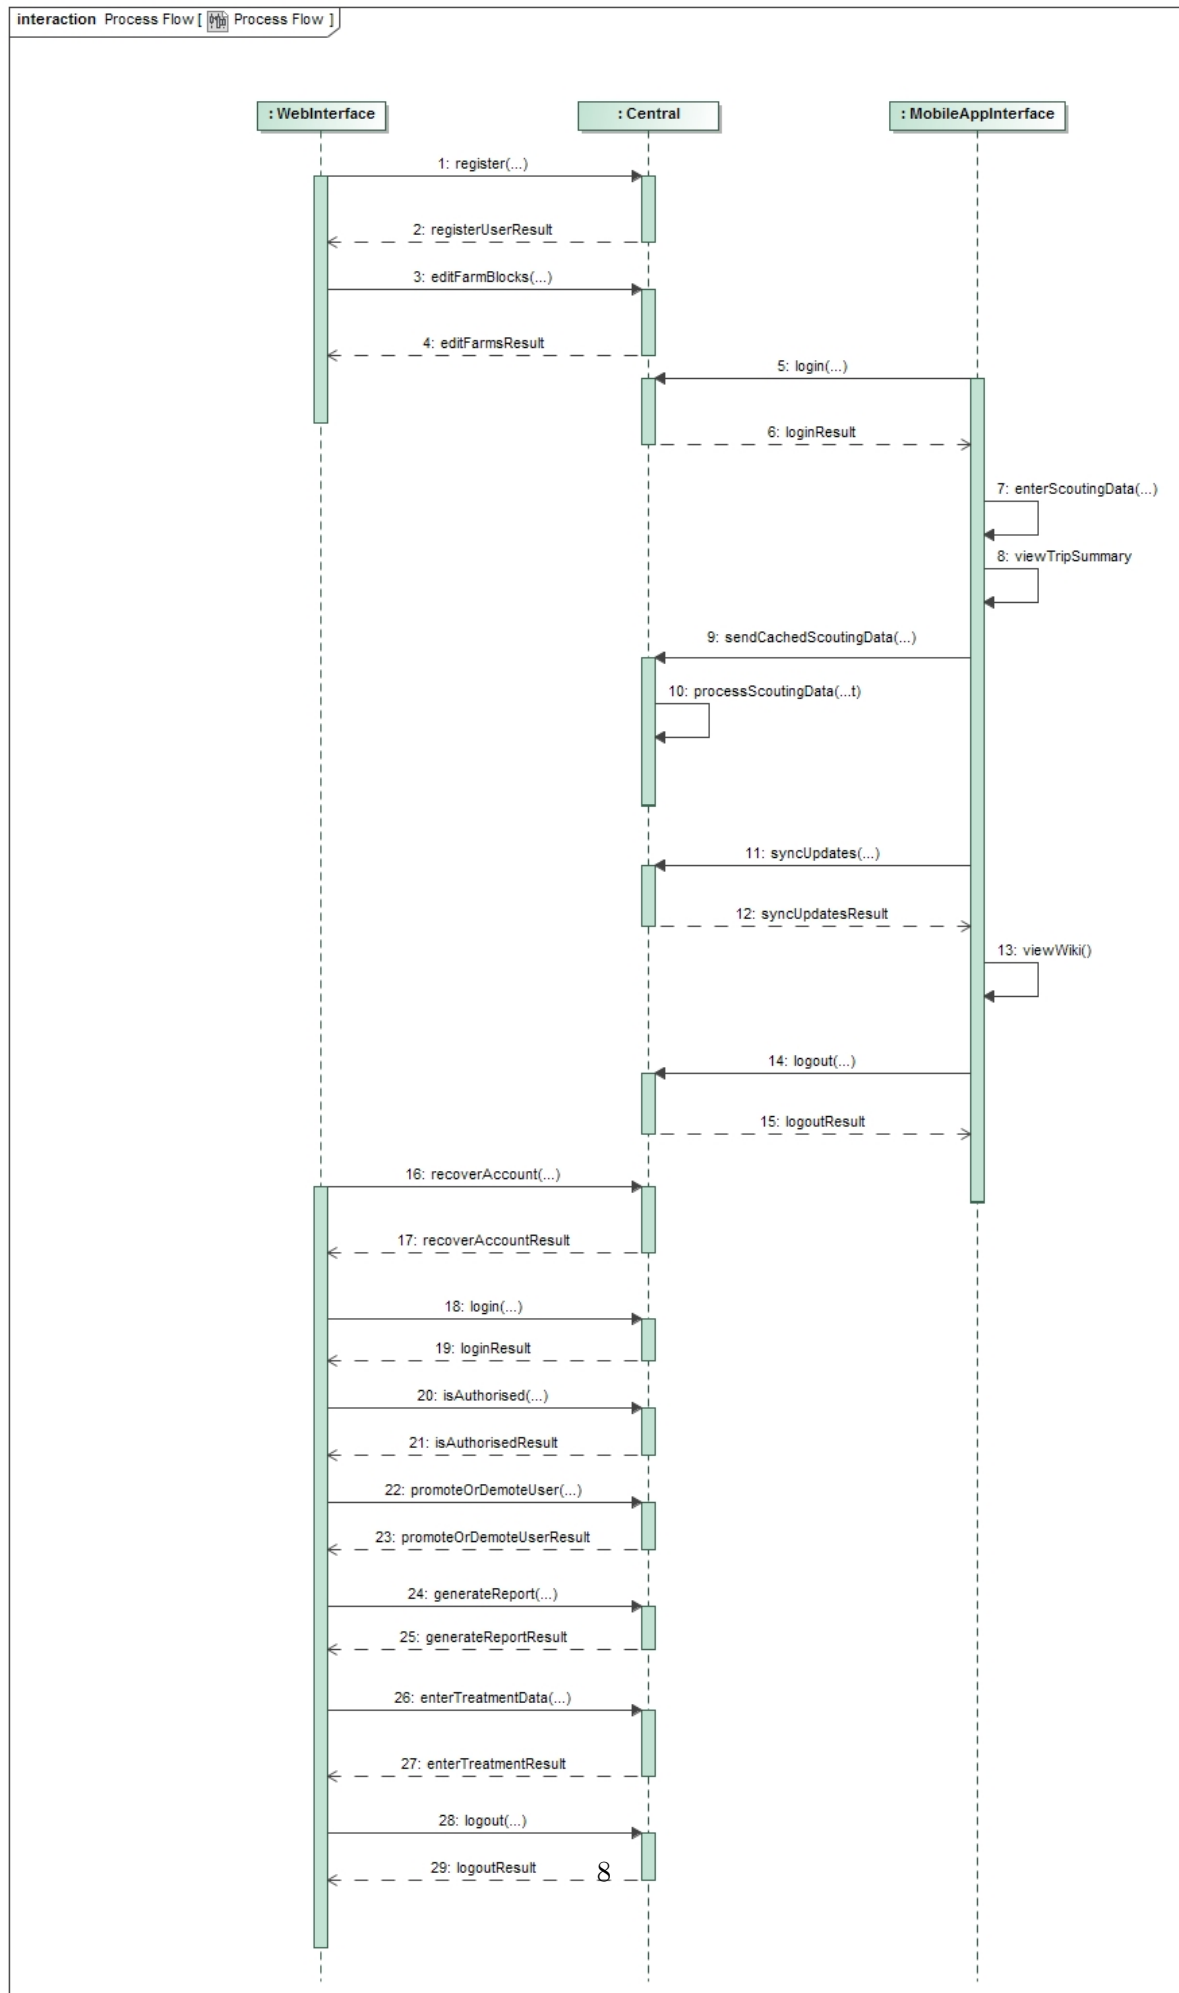 interaction Process Flow [ Process Flow ]
: WebInterface
: Central
: MobileAppInterface
1: register(...)
2: registerUserResult
3: editFarmBlocks(...)
4: editFarmsResult
5: login(...)
6: loginResult
7: enterScoutingData(...)
8: viewTripSummary
9: sendCachedScoutingData(...)
10: processScoutingData(...t)
11: syncUpdates(...)
12: syncUpdatesResult
13: viewWiki()
14: logout(...)
15: logoutResult
16: recoverAccount(...)
17: recoverAccountResult
18: login(...)
19: loginResult
20: isAuthorised(...)
21: isAuthorisedResult
22: promoteOrDemoteUser(...)
23: promoteOrDemoteUserResult
24: generateReport(...)
25: generateReportResult
26: enterTreatmentData(...)
27: enterTreatmentResult
28: logout(...)
29: logoutResult
8